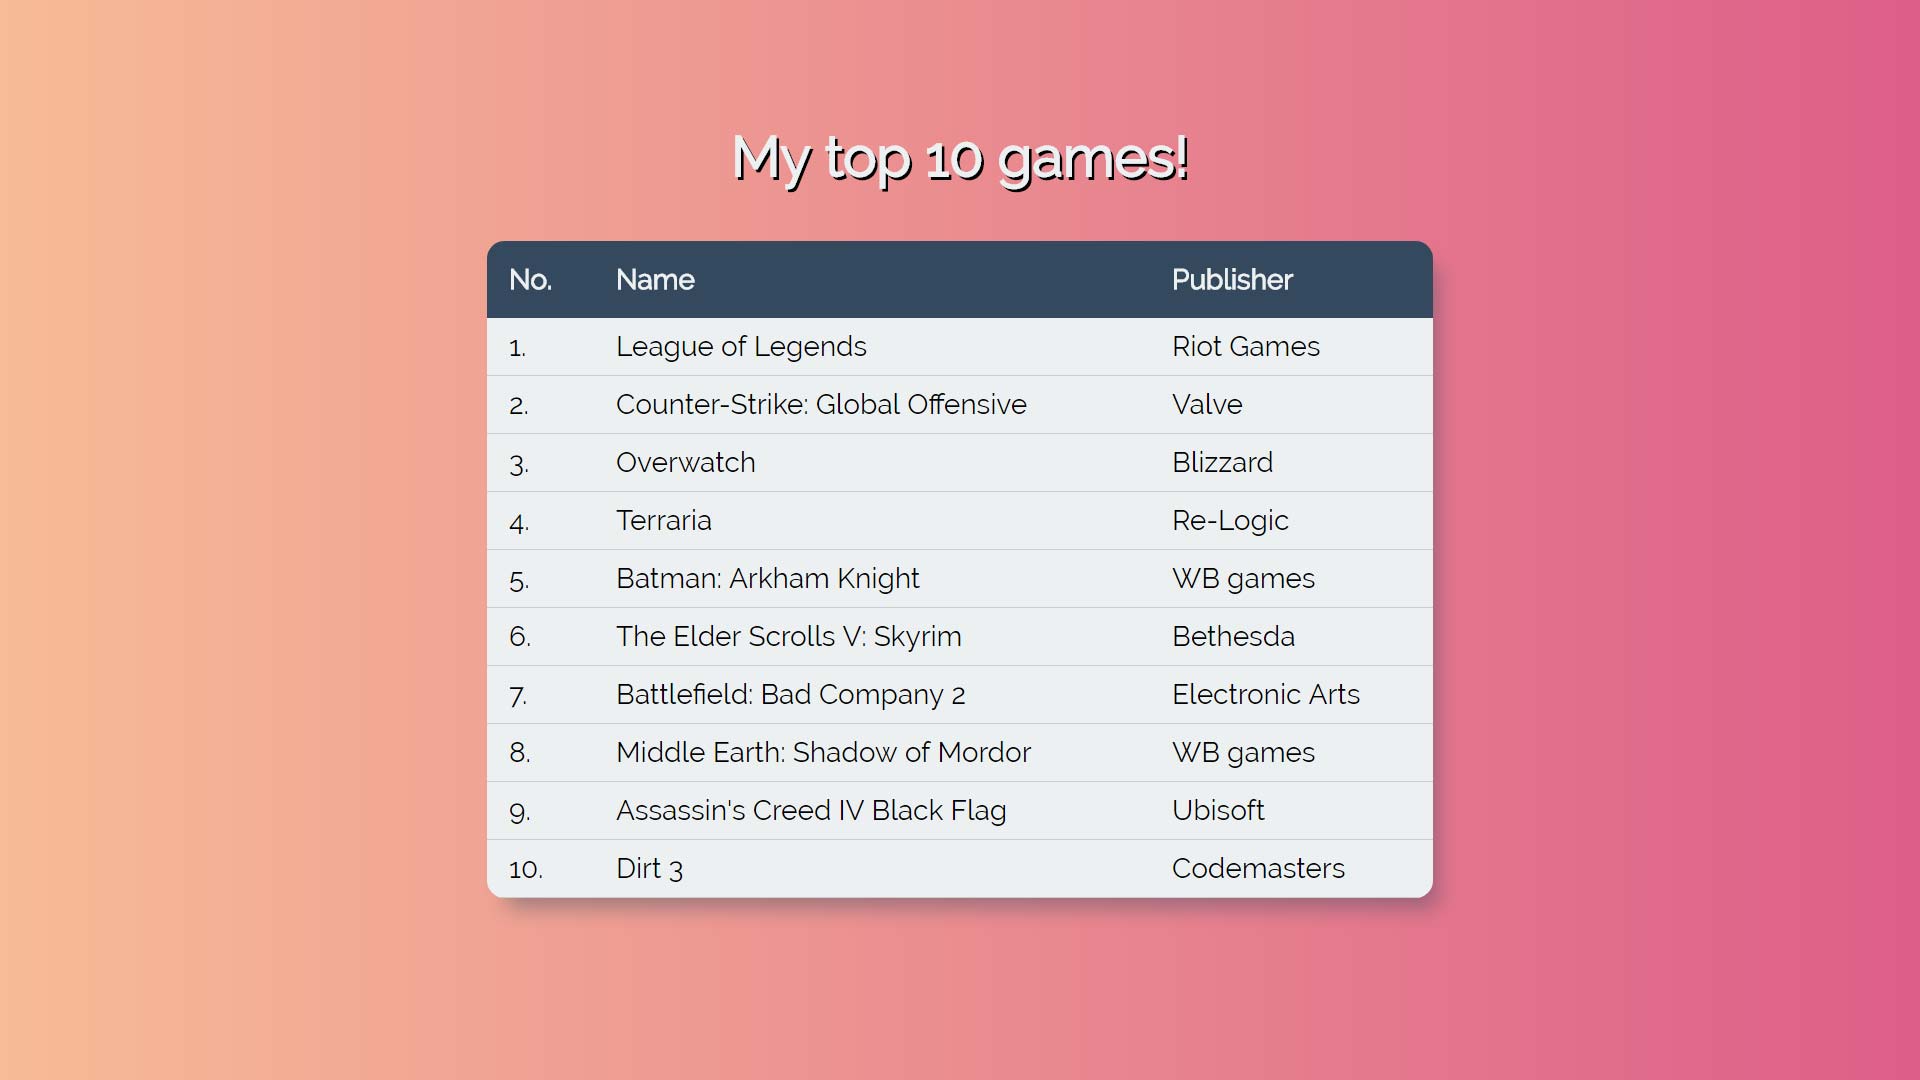 My top 10 games!
No. Name Publisher
1. League of Legends Riot Games
2. Counter-Strike: Global Offensive Valve
3. Overwatch Blizzard
4. Terraria Re-Logic
5. Batman: Arkham Knight WB games
6. The Elder Scrolls V: Skyrim Bethesda
7. Battlefield: Bad Company 2 Electronic Arts
8. Middle Earth: Shadow of Mordor WB games
9. Assassin's Creed IV Black Flag Ubisoft
10. Dirt 3 Codemasters